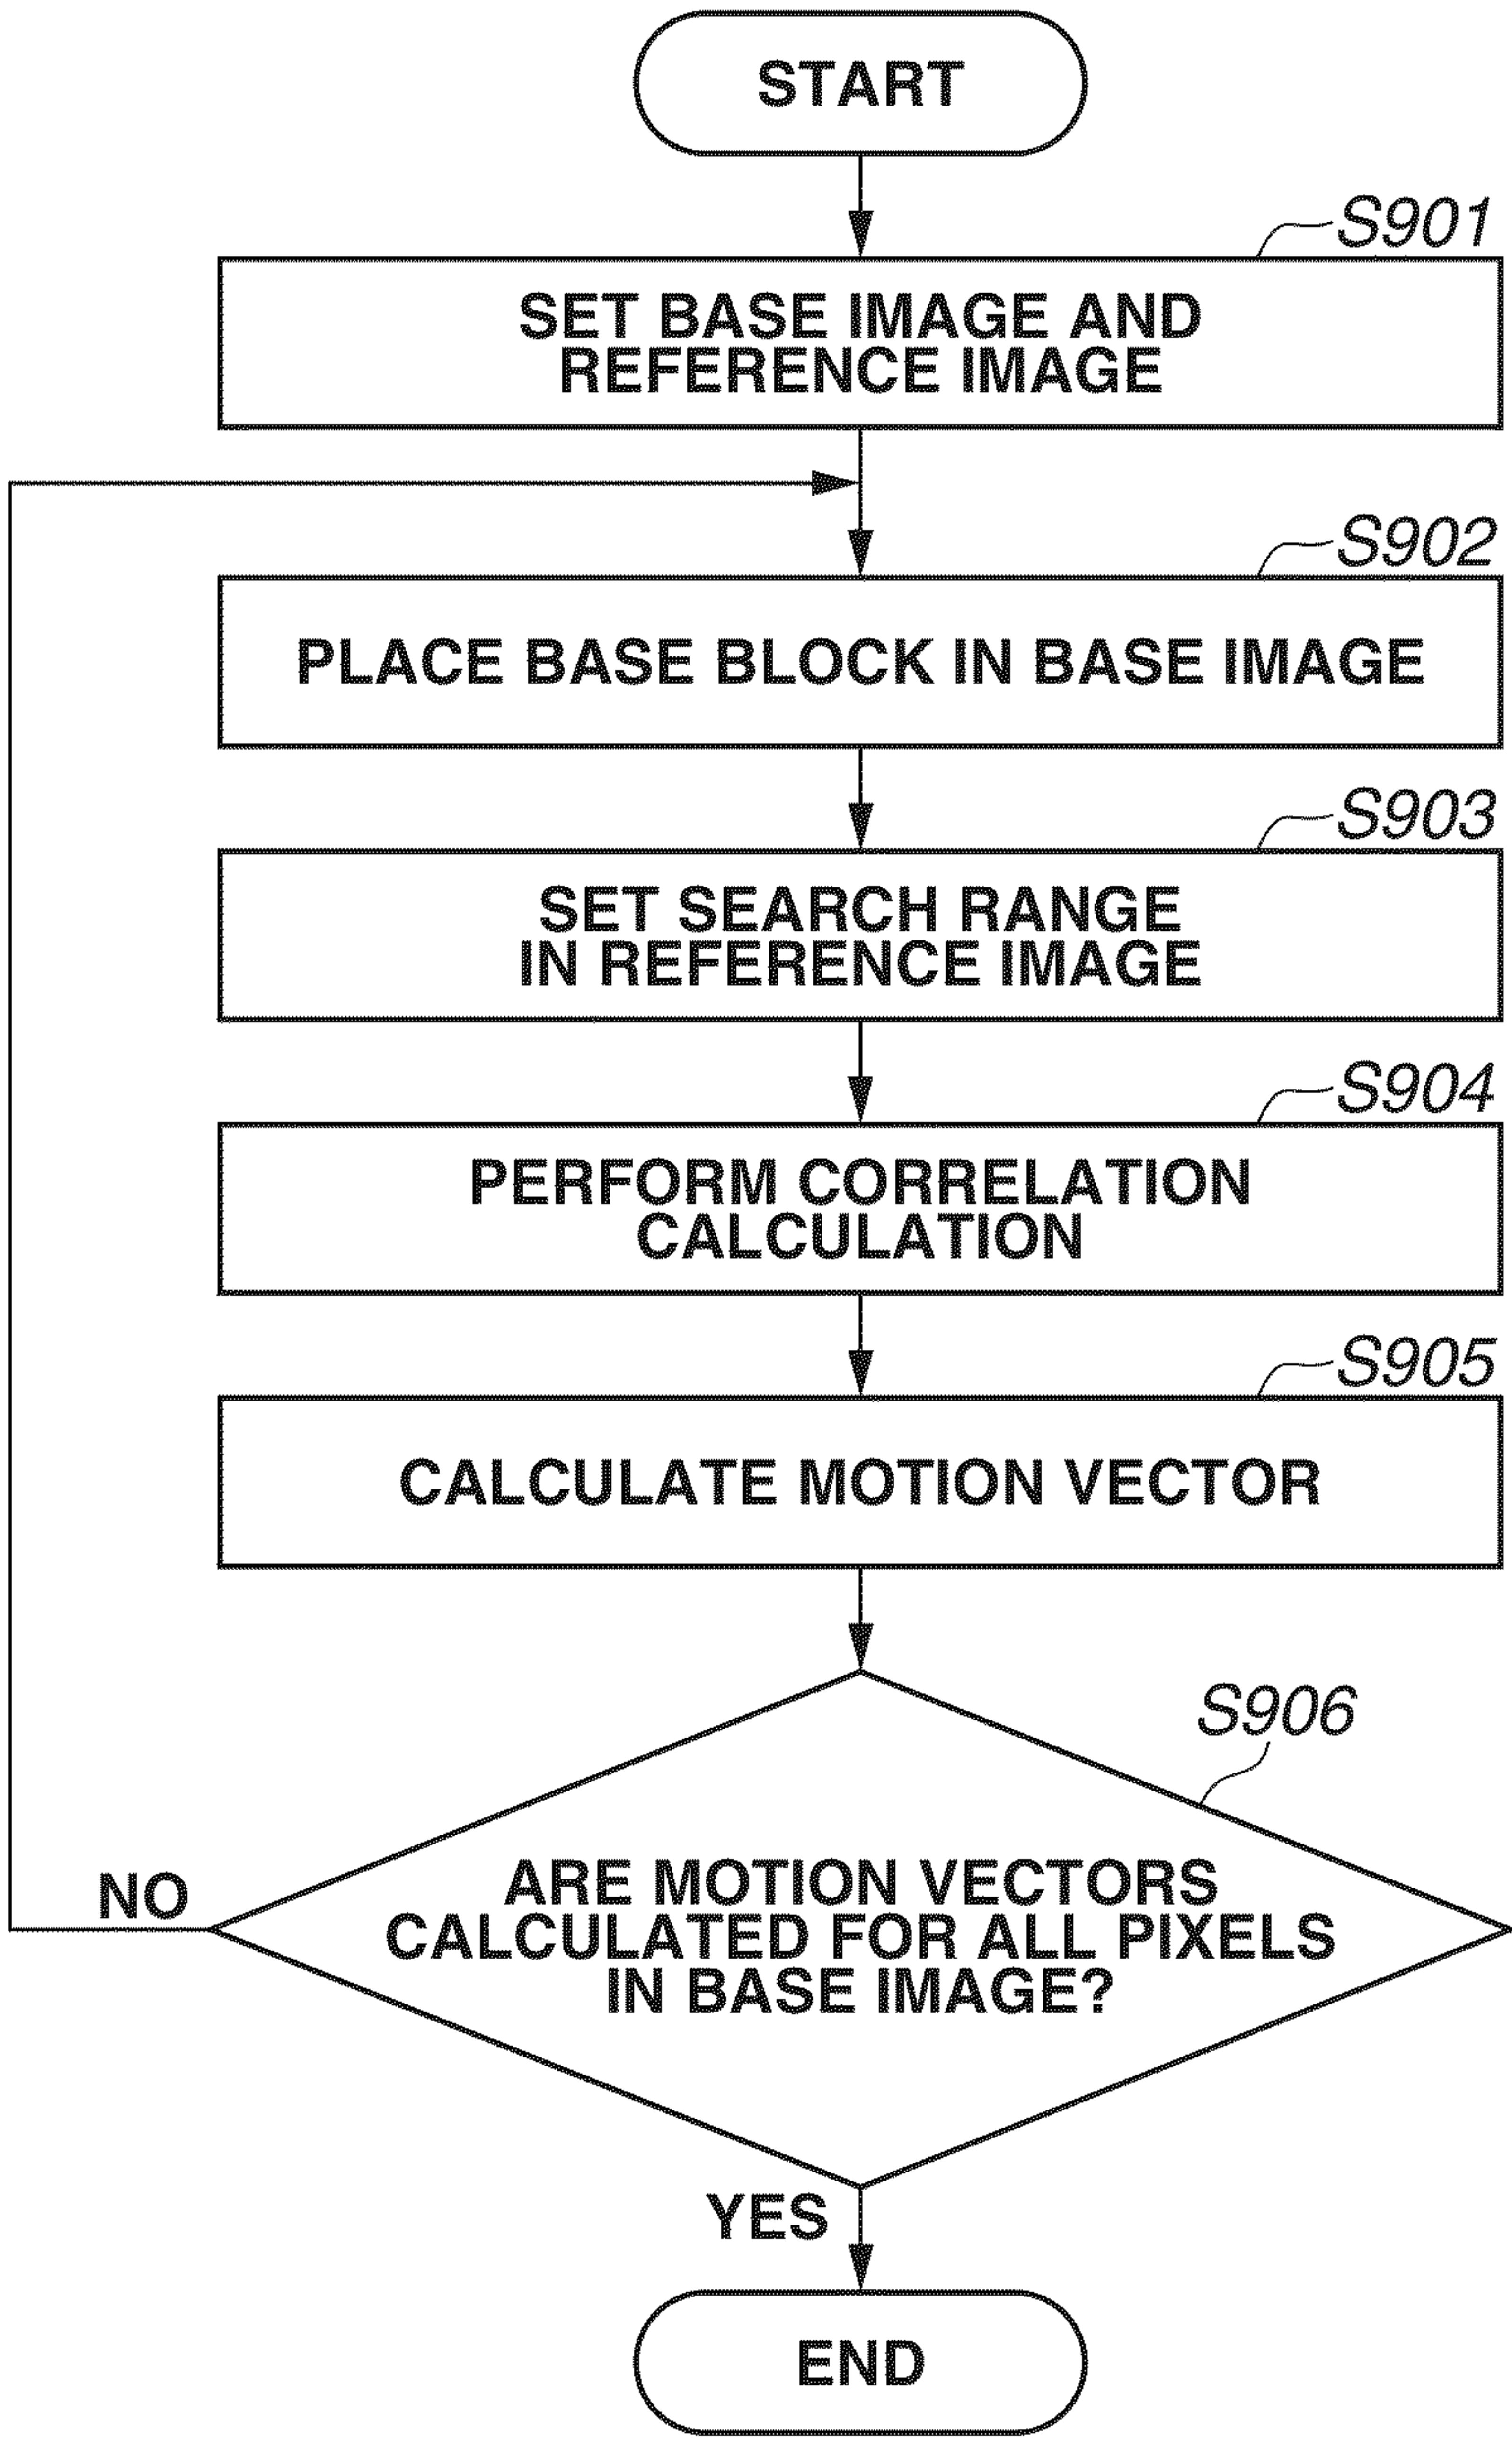 START
S901
SET BASE IMAGE AND
REFERENCE IMAGE
S902
PLACE BASE BLOCK IN BASE IMAGE
S903
SET SEARCH RANGE
IN REFERENCE IMAGE
S904
PERFORM CORRELATION
CALCULATION
S905
CALCULATE MOTION VECTOR
S906
ARE MOTION VECTORS
CALCULATED FOR ALL PIXELS
IN BASE IMAGE?
NO
YES
END